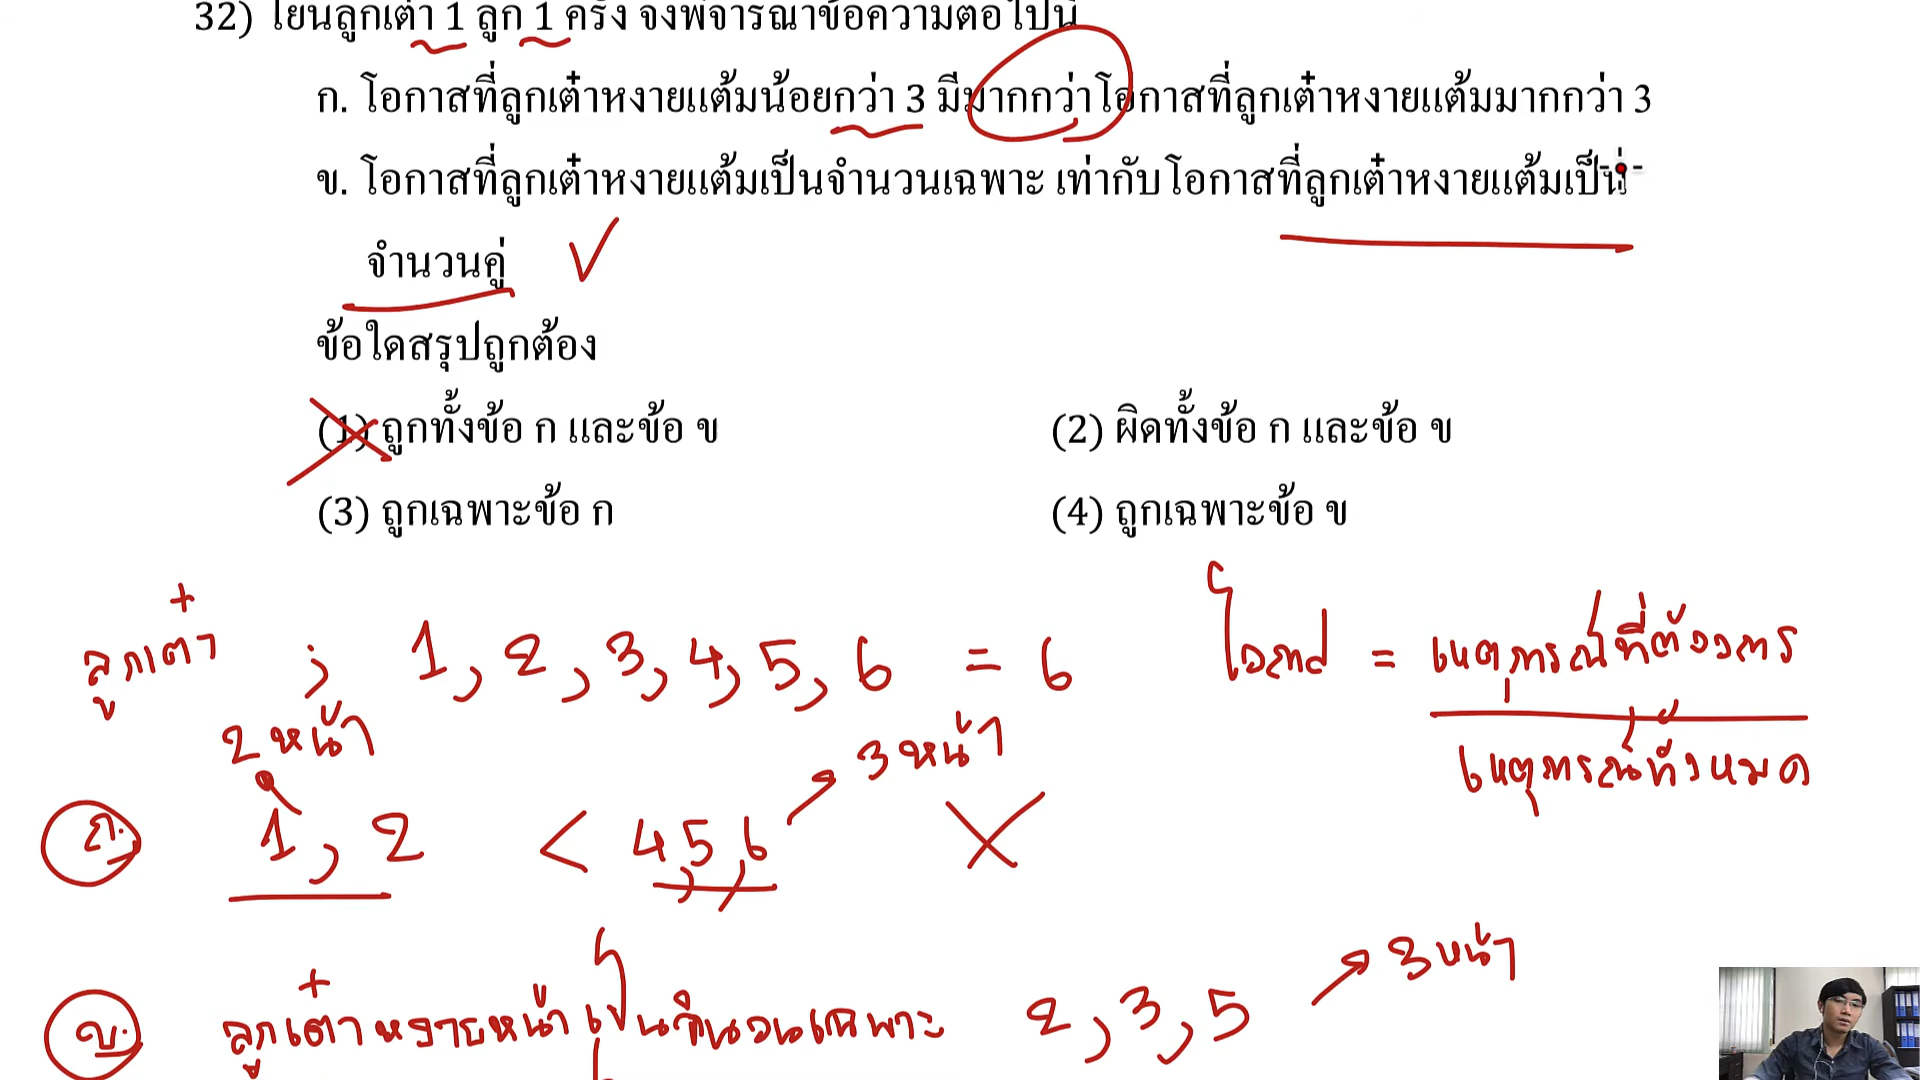 32) โยนลูกเต๋า 1 ลูก 1 ครั้ง จงพิจารณาข้อความต่อไปนี้
ก. โอกาสที่ลูกเต๋าหงายแต้มน้อยกว่า 3 มีมากกว่าโอกาสที่ลูกเต๋าหงายแต้มมากกว่า 3
ข. โอกาสที่ลูกเต๋าหงายแต้มเป็นจำนวนเฉพาะ เท่ากับโอกาสที่ลูกเต๋าหงายแต้มเป็น
จำนวนคู่ ✓
ข้อใดสรุปถูกต้อง
(1) ถูกทั้งข้อ ก และข้อ ข (2) ผิดทั้งข้อ ก และข้อ ข
(3) ถูกเฉพาะข้อ ก (4) ถูกเฉพาะข้อ ข
ลูกเต๋า ; 1, 2, 3, 4, 5, 6 = 6
โอกาส = เหตุการณ์ที่ต้องการ
เหตุการณ์ทั้งหมด
2 หน้า 3 หน้า
ก. 1, 2 < 4, 5, 6 ✗
3 หน้า
ข. ลูกเต๋าหงายหน้าเป็นจำนวนเฉพาะ 2, 3, 5